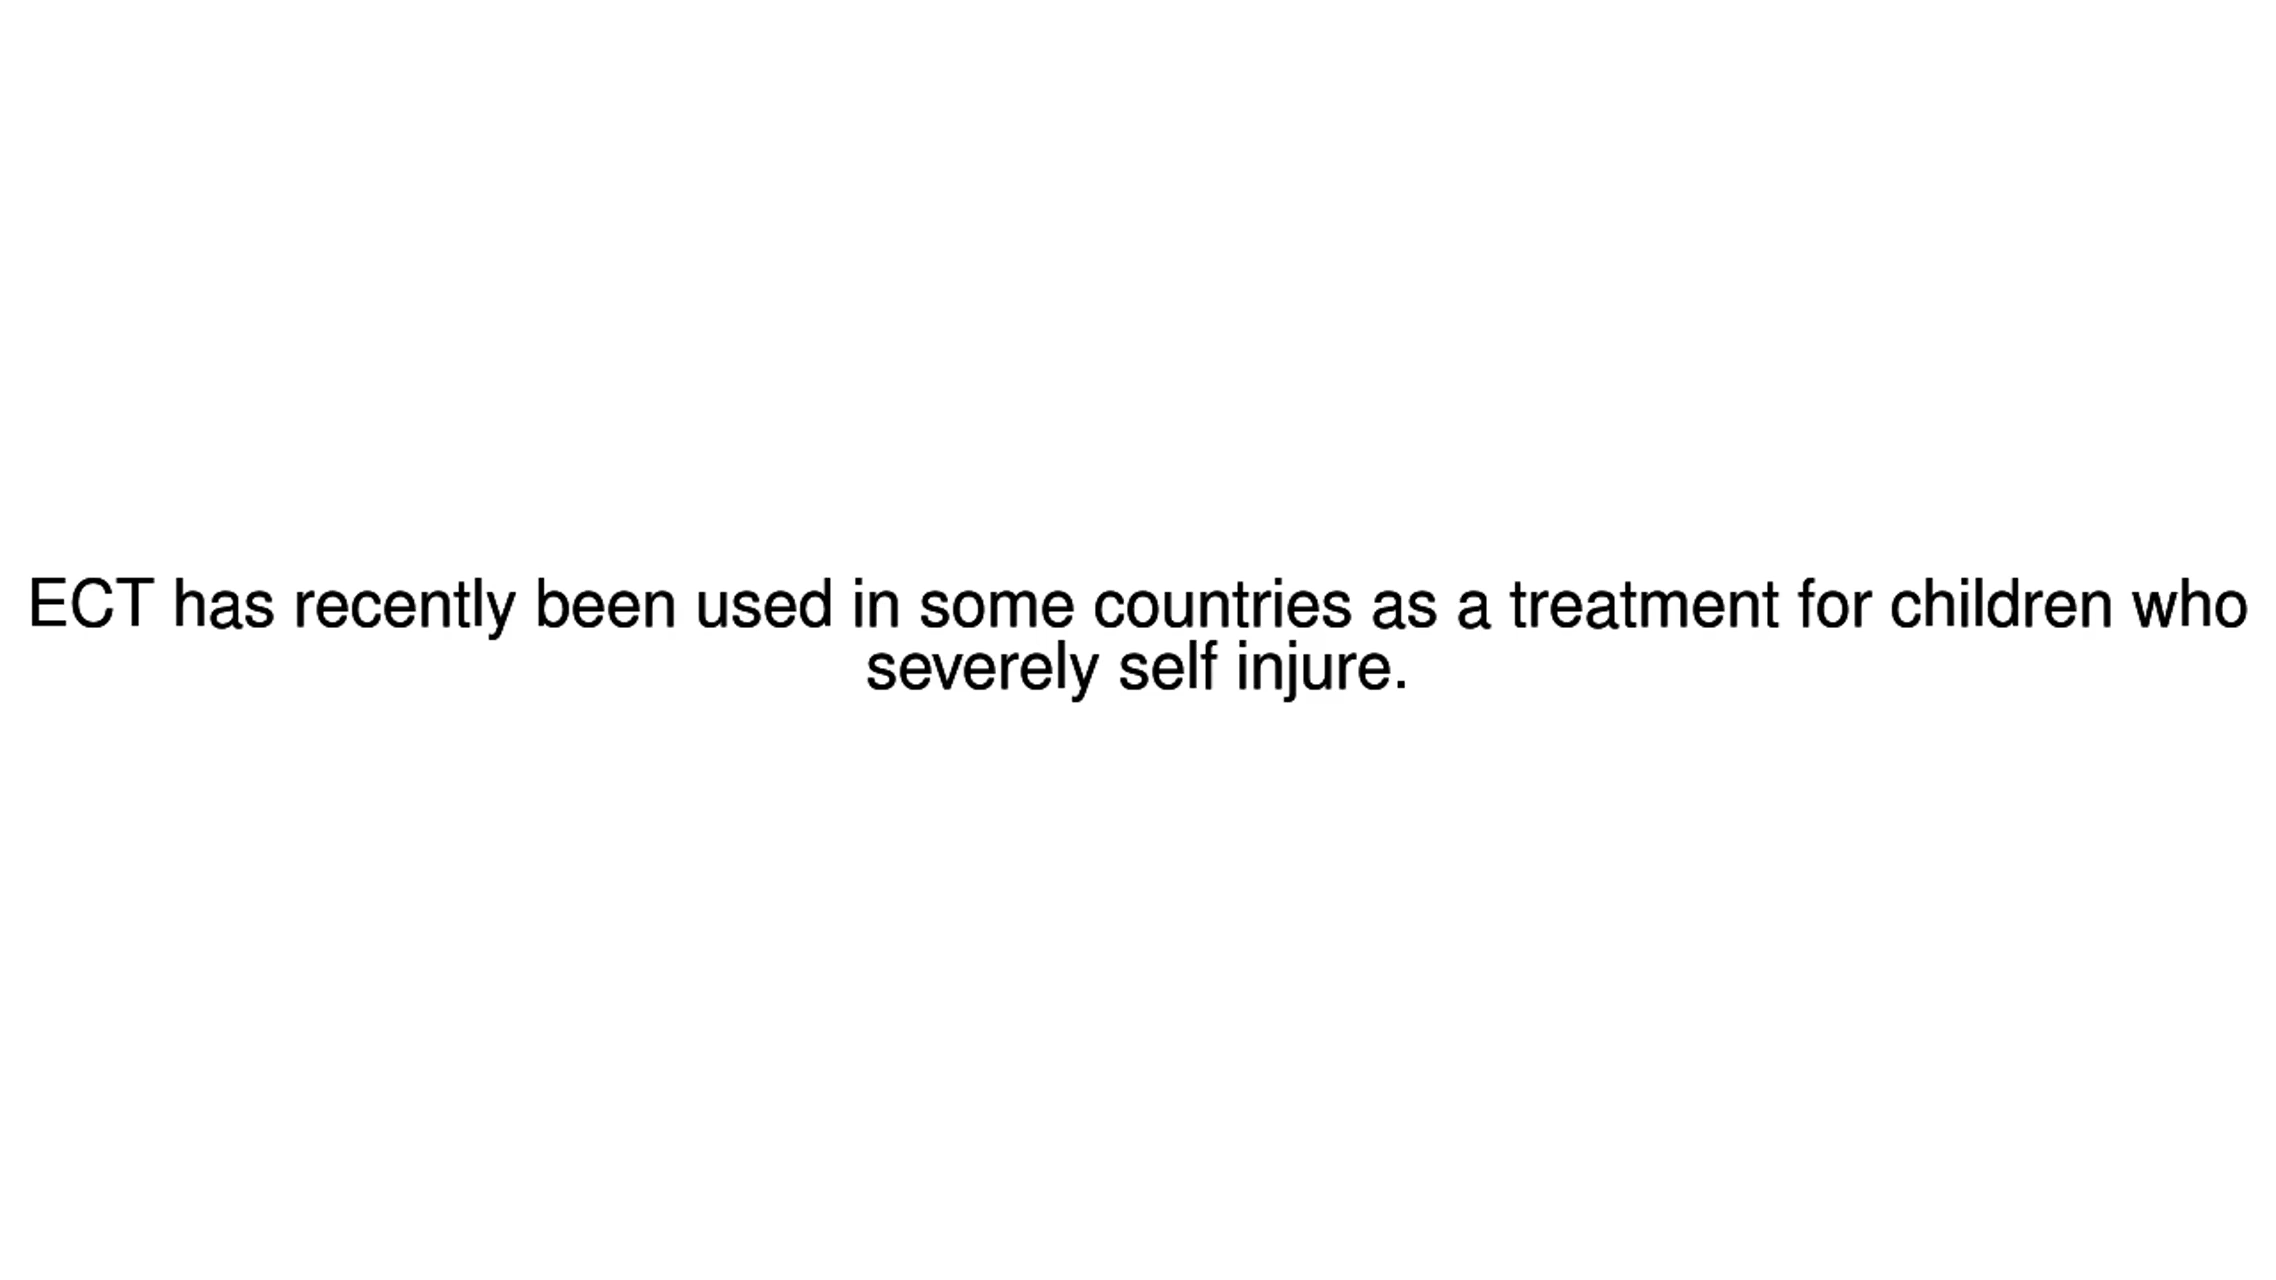 ECT has recently been used in some countries as a treatment for children who
severely self injure.